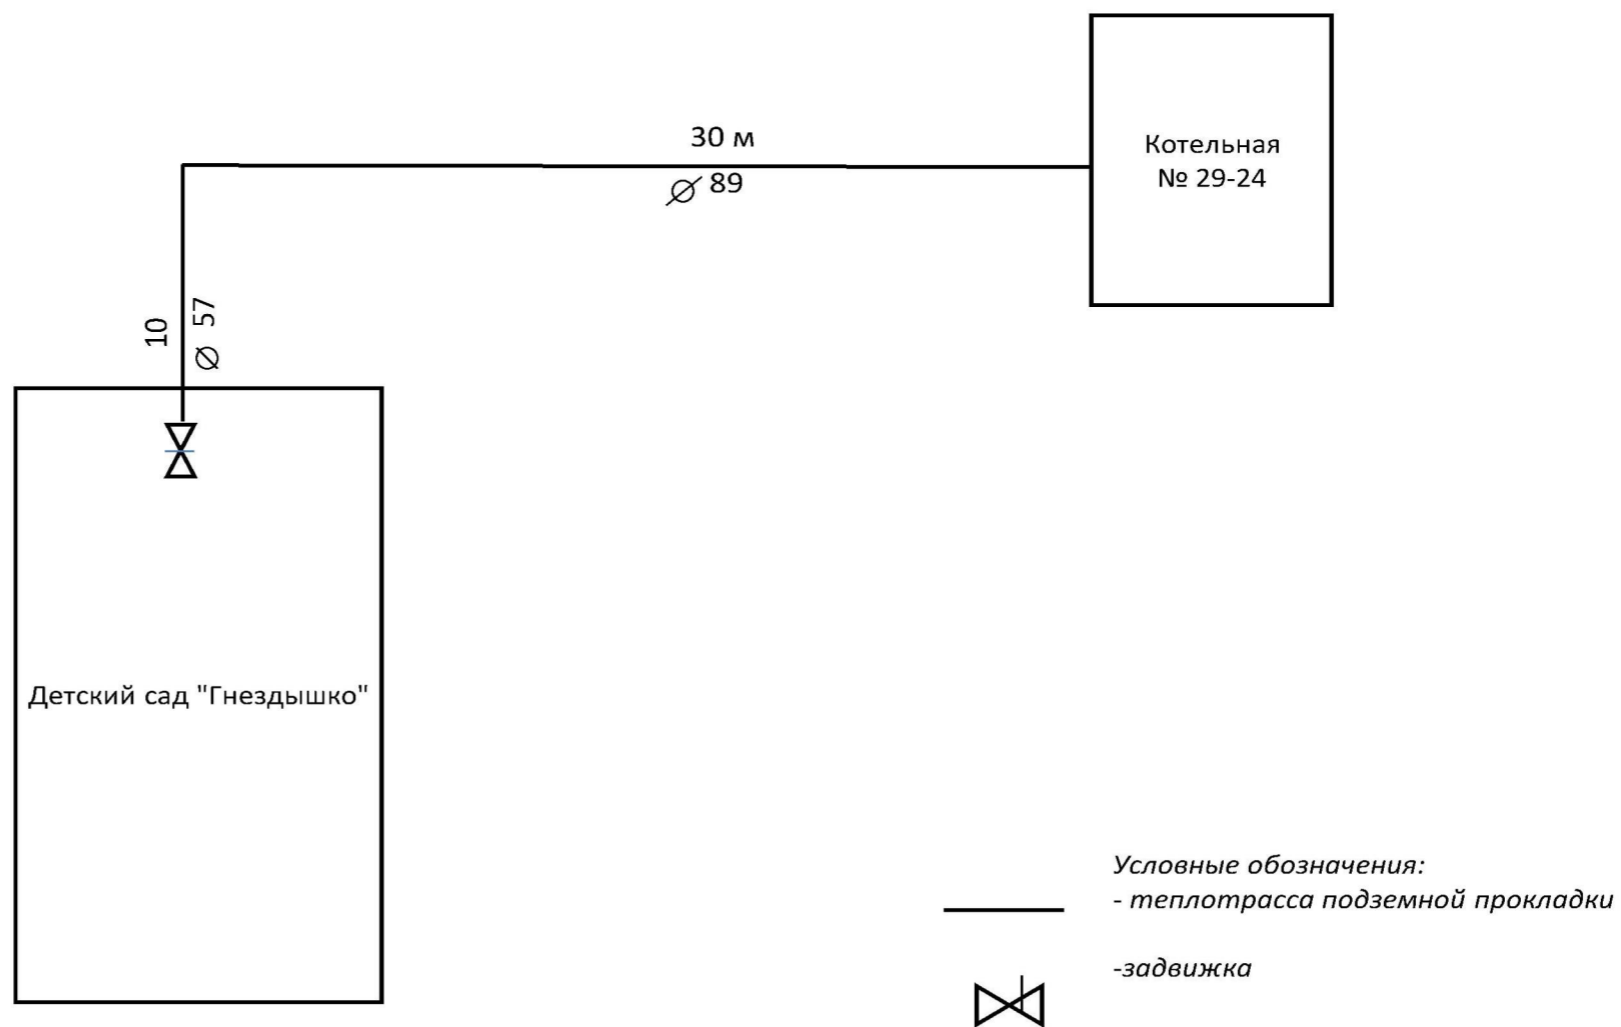 30 м
⌀ 89
Котельная
№ 29-24
10
⌀ 57
Детский сад "Гнездышко"
Условные обозначения:
- теплотрасса подземной прокладки
-задвижка